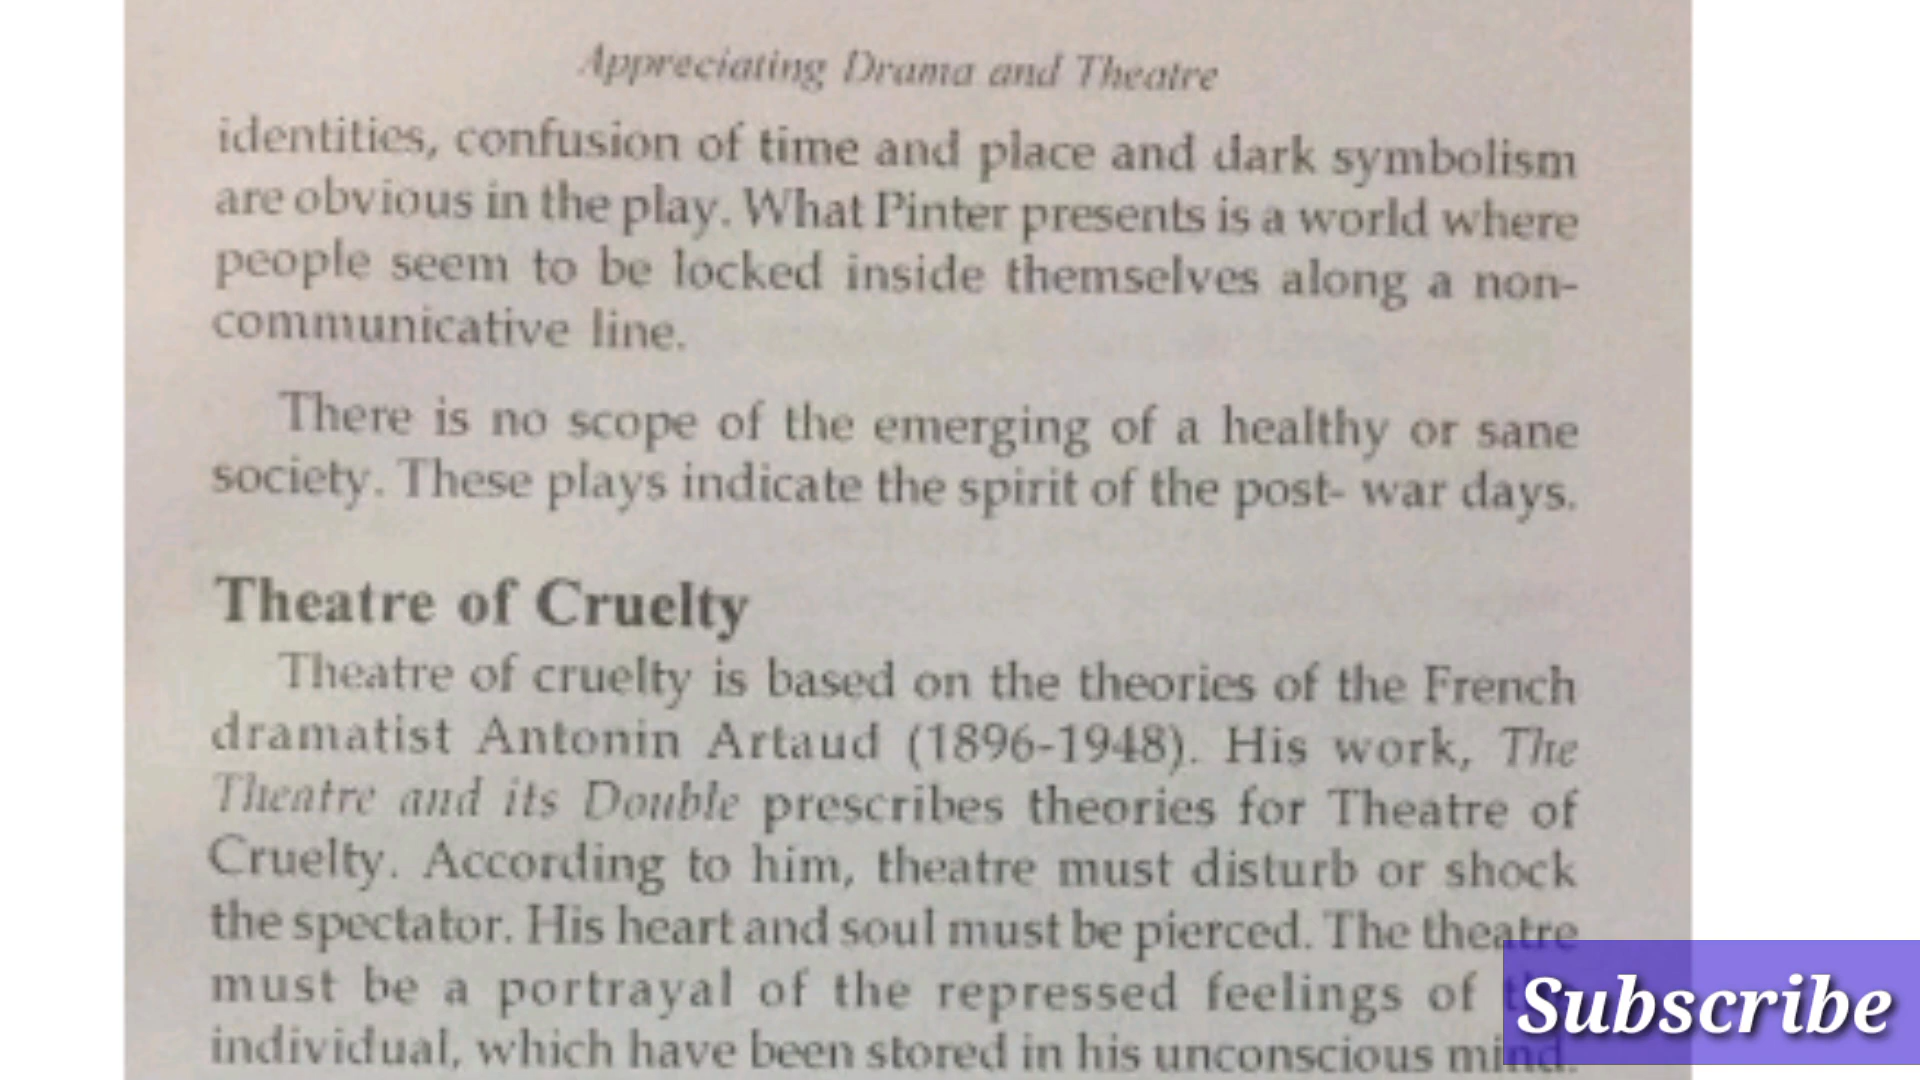 Appreciating Drama and Theatre
identities, confusion of time and place and dark symbolism
are obvious in the play. What Pinter presents is a world where
people seem to be locked inside themselves along a non-
communicative line.
There is no scope of the emerging of a healthy or sane
society. These plays indicate the spirit of the post- war days.
Theatre of Cruelty
Theatre of cruelty is based on the theories of the French
dramatist Antonin Artaud (1896-1948). His work, The
Theatre and its Double prescribes theories for Theatre of
Cruelty. According to him, theatre must disturb or shock
the spectator. His heart and soul must be pierced. The theatre
must be a portrayal of the repressed feelings of the
individual, which have been stored in his unconscious mind.
Subscribe